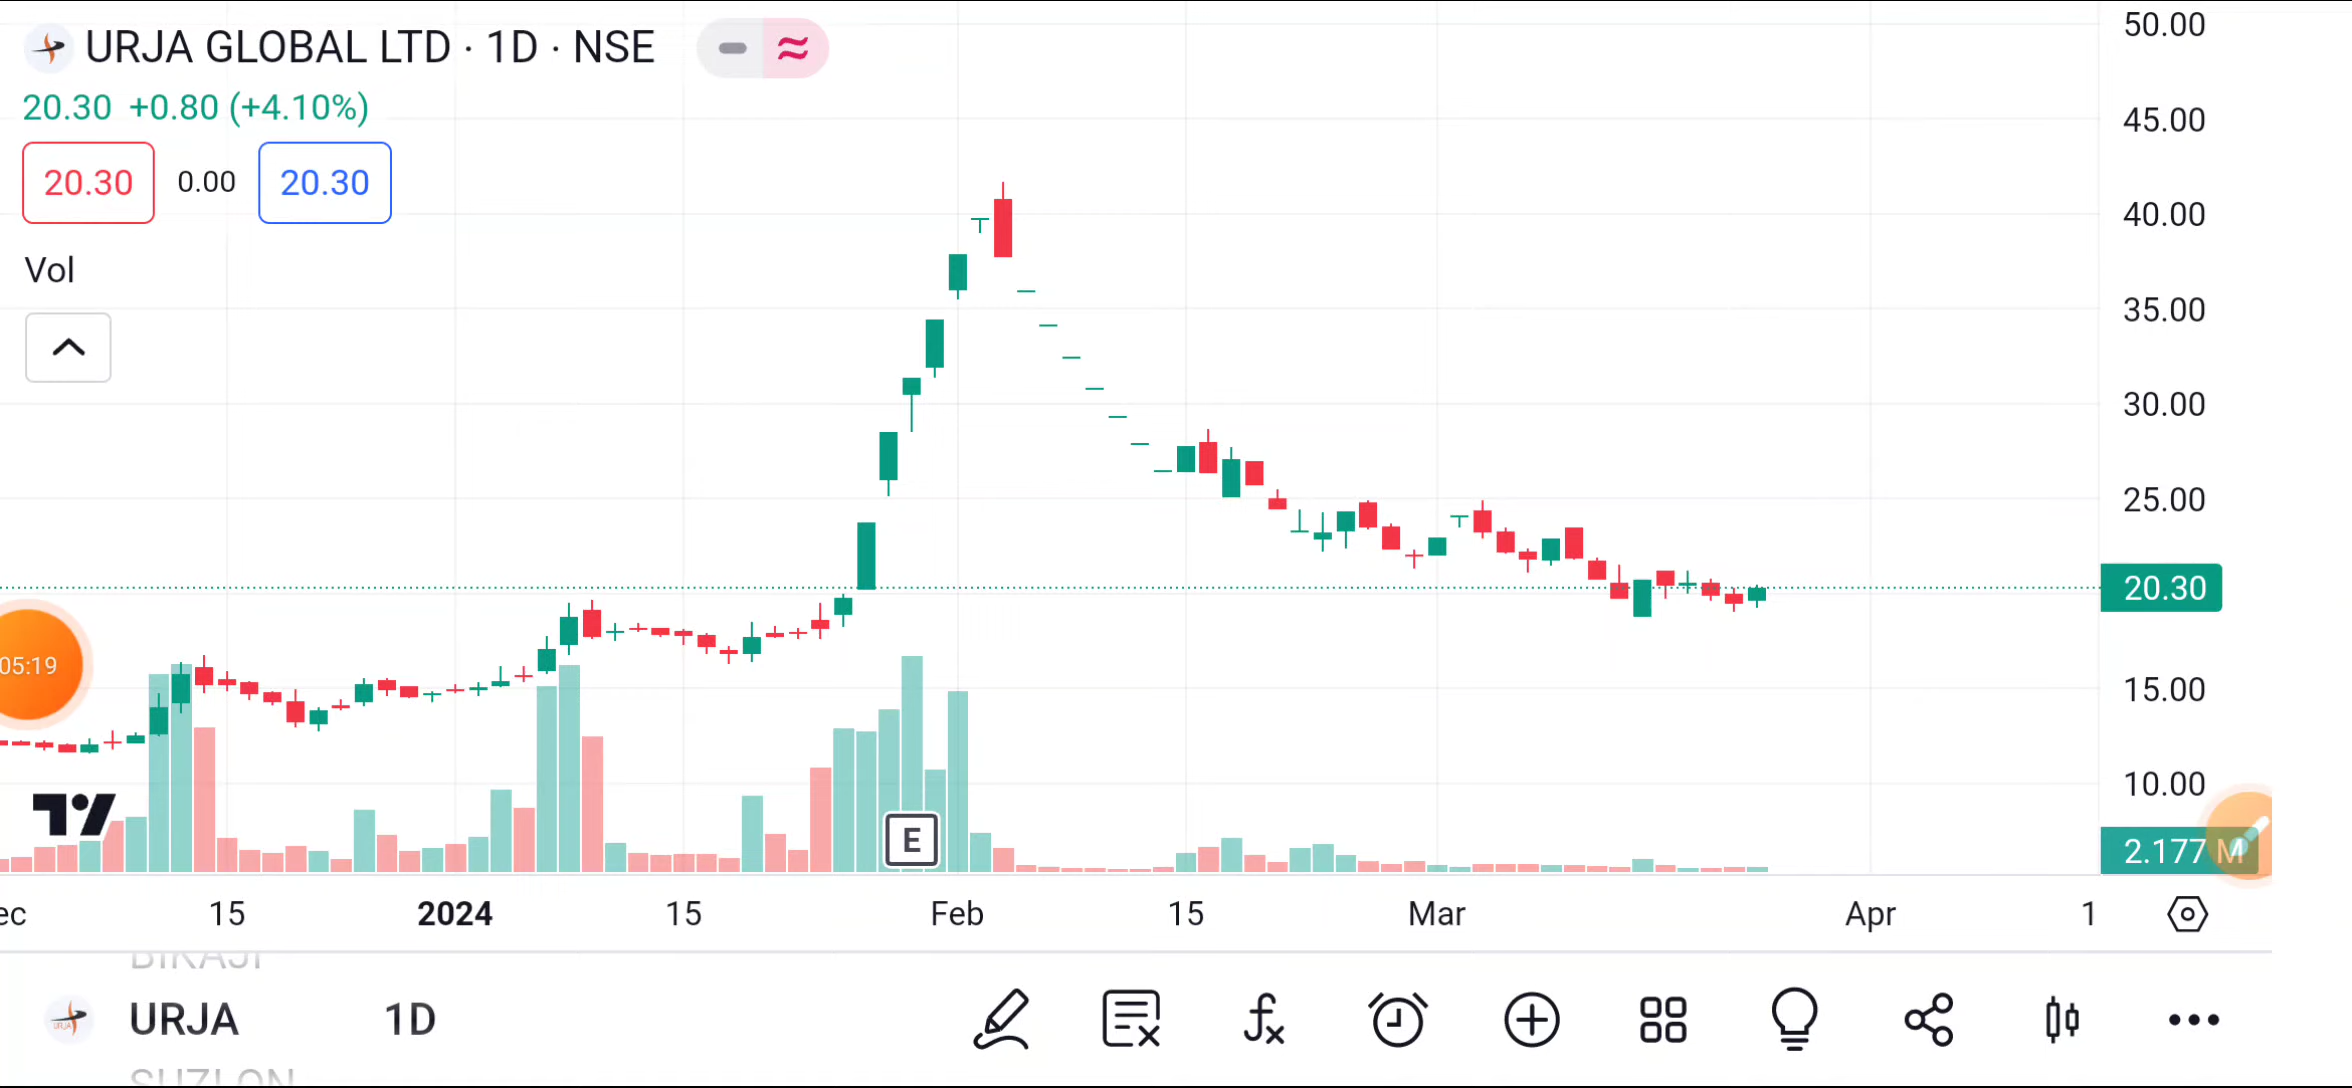 URJA GLOBAL LTD · 1D · NSE
20.30 +0.80 (+4.10%)
20.30 0.00 20.30
Vol
50.00
45.00
40.00
35.00
30.00
25.00
20.30
15.00
10.00
2.177 M
05:19
E
ec 15 2024 15 Feb 15 Mar Apr 1
BIKAJI
URJA 1D
SUZLON